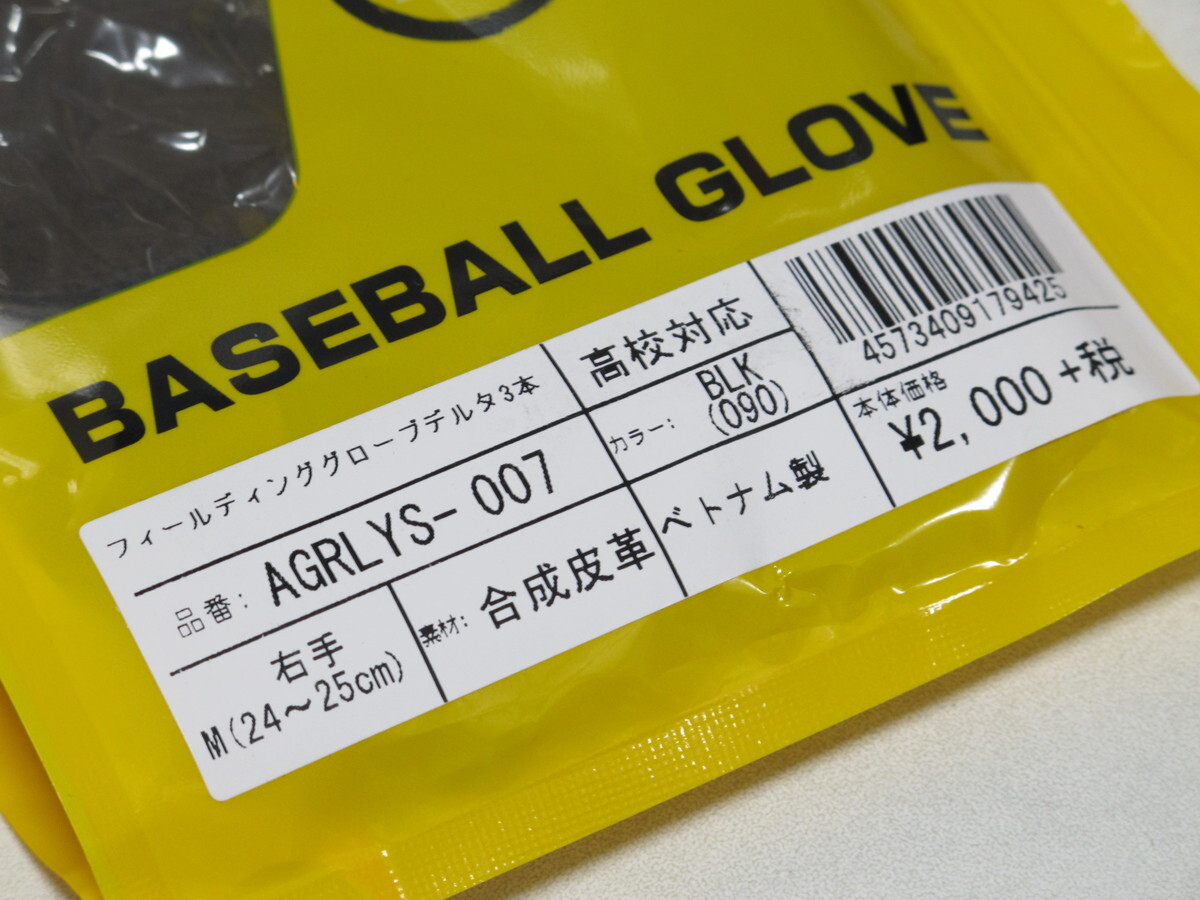 BASEBALL GLOVE
フィールディンググローブデルタ3本
高校対応
4573409179425
品番: AGRLYS-007
カラー: BLK
(090)
本体価格
¥2,000+税
右手
M(24~25cm)
素材: 合成皮革
ベトナム製